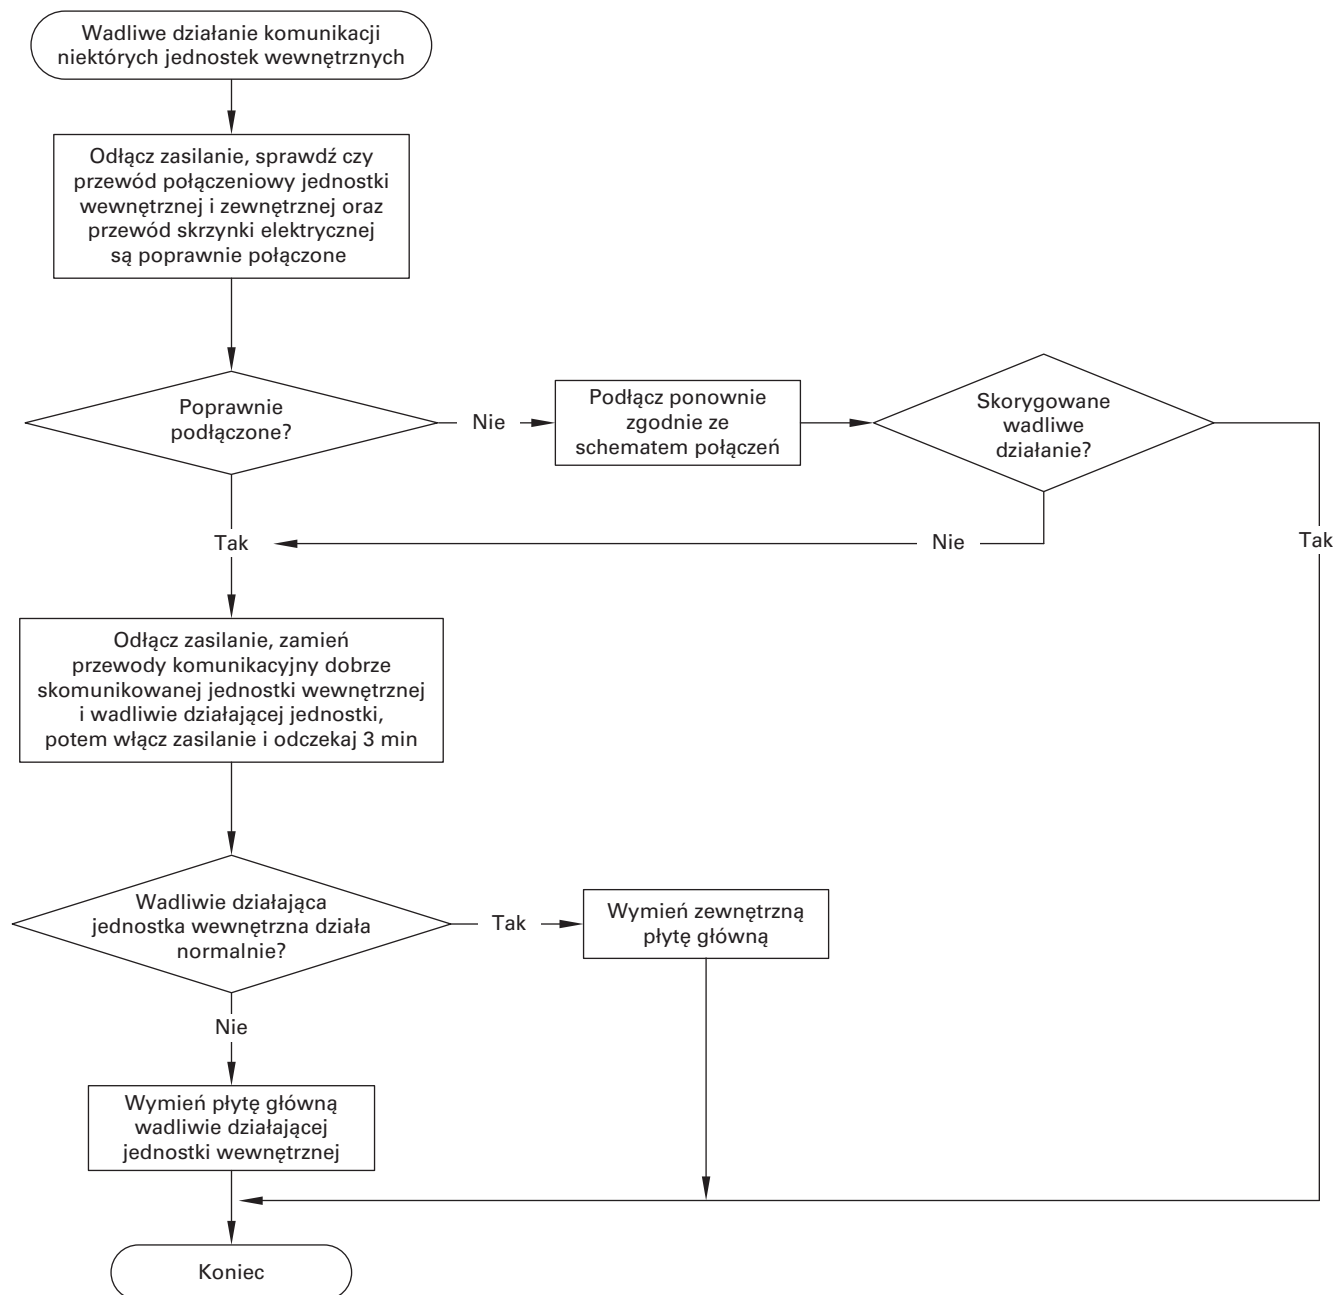 Wadliwe działanie komunikacji
niektórych jednostek wewnętrznych
Odłącz zasilanie, sprawdź czy
przewód połączeniowy jednostki
wewnętrznej i zewnętrznej oraz
przewód skrzynki elektrycznej
są poprawnie połączone
Poprawnie
podłączone?
Nie
Podłącz ponownie
zgodnie ze
schematem połączeń
Skorygowane
wadliwe
działanie?
Tak
Nie
Tak
Odłącz zasilanie, zamień
przewody komunikacyjny dobrze
skomunikowanej jednostki wewnętrznej
i wadliwie działającej jednostki,
potem włącz zasilanie i odczekaj 3 min
Wadliwie działająca
jednostka wewnętrzna działa
normalnie?
Tak
Wymień zewnętrzną
płytę główną
Nie
Wymień płytę główną
wadliwie działającej
jednostki wewnętrznej
Koniec